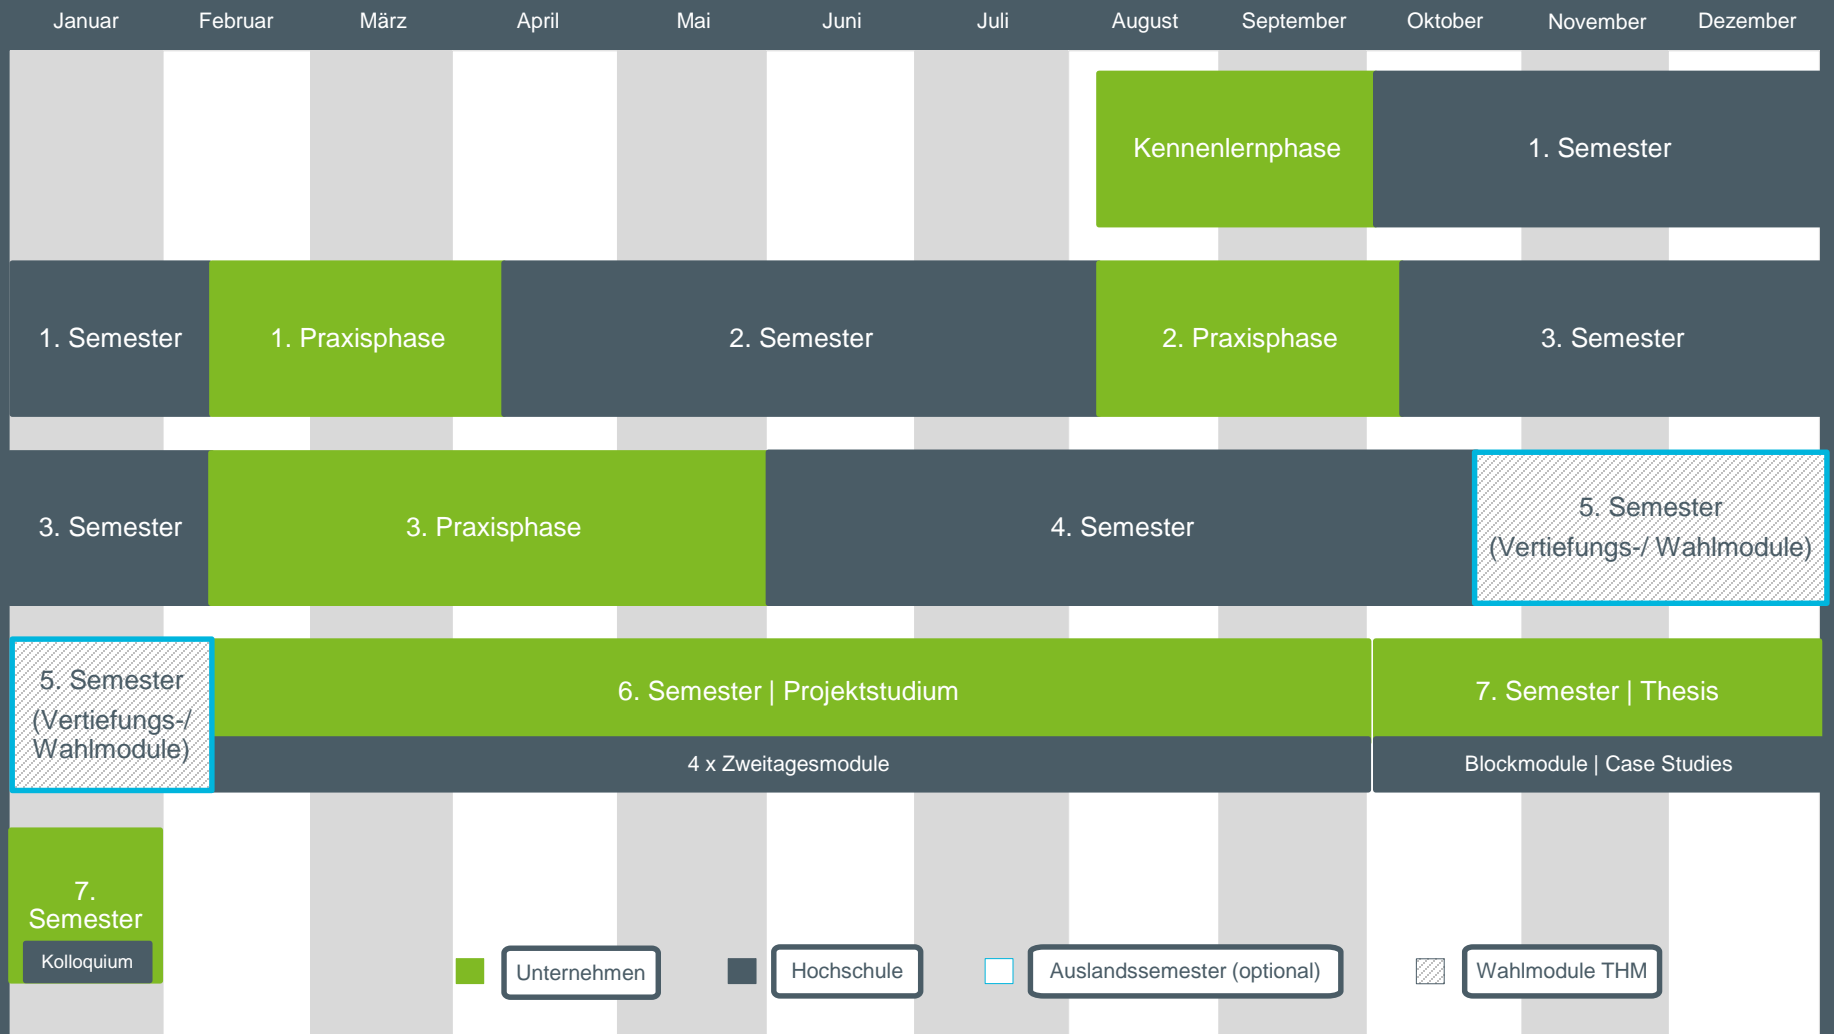 Januar Februar März April Mai Juni Juli August September Oktober November Dezember
Kennenlernphase 1. Semester
1. Semester 1. Praxisphase 2. Semester 2. Praxisphase 3. Semester
3. Semester 3. Praxisphase 4. Semester
5. Semester
(Vertiefungs-/ Wahlmodule)
5. Semester
(Vertiefungs-/
Wahlmodule)
6. Semester | Projektstudium
4 x Zweitagesmodule
7. Semester | Thesis
Blockmodule | Case Studies
7.
Semester
Kolloquium
Unternehmen Hochschule Auslandssemester (optional) Wahlmodule THM